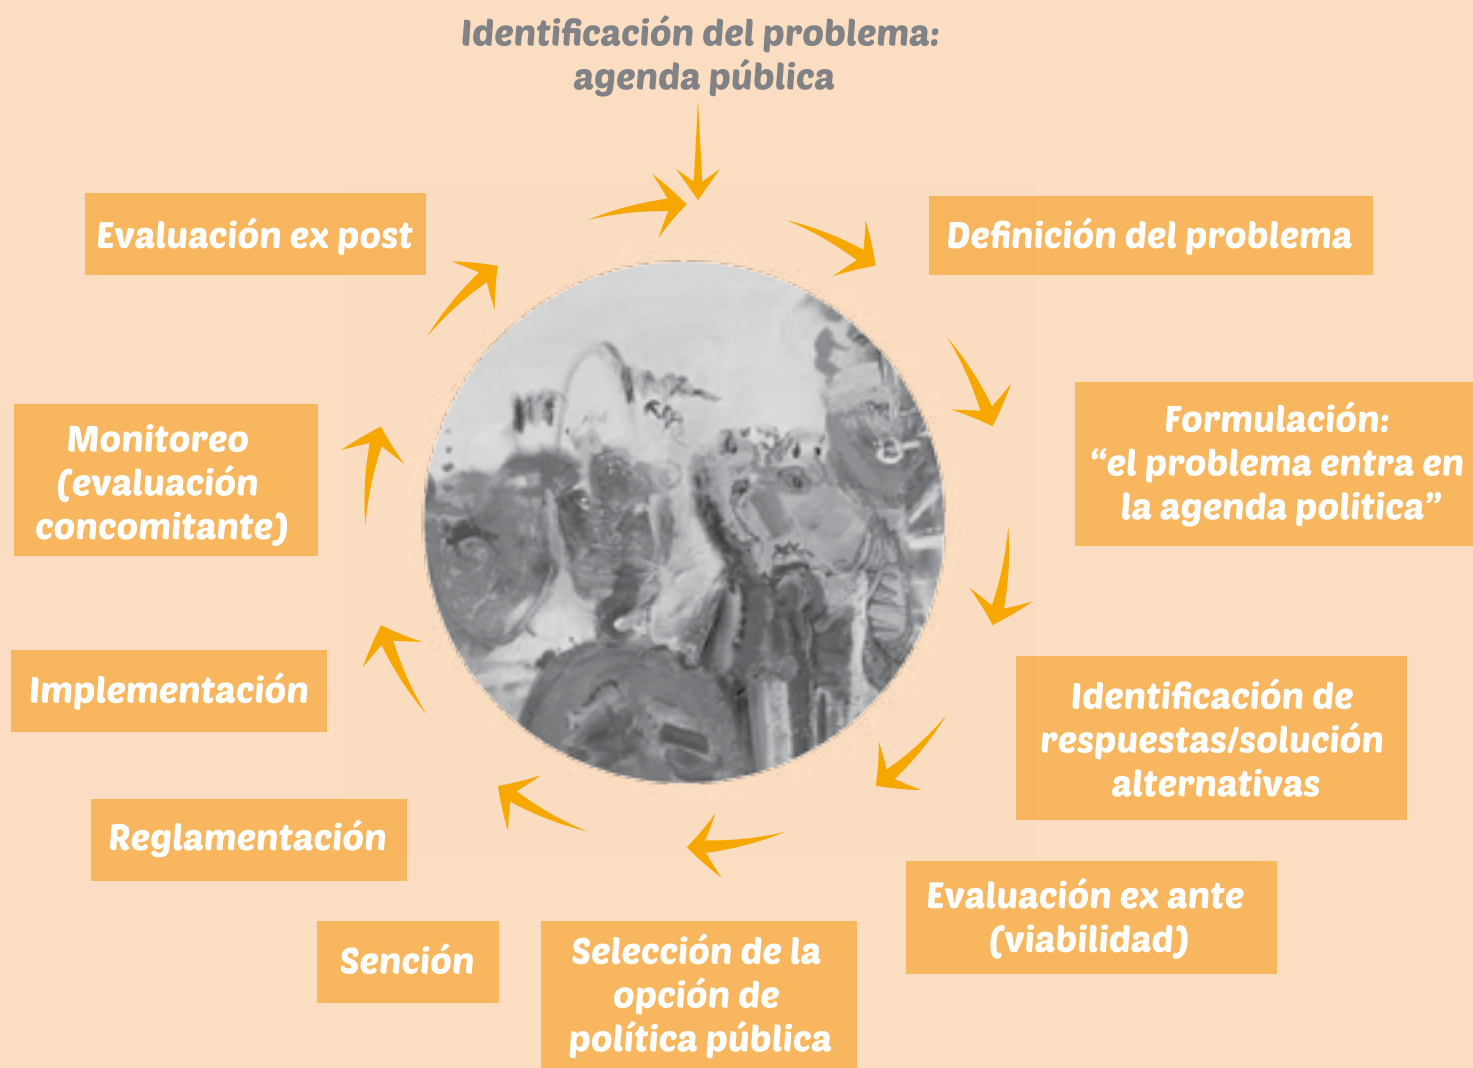 Identificación del problema:
agenda pública
Definición del problema
Formulación:
“el problema entra en
la agenda politica”
Identificación de
respuestas/solución
alternativas
Evaluación ex ante
(viabilidad)
Selección de la
opción de
política pública
Sención
Reglamentación
Implementación
Monitoreo
(evaluación
concomitante)
Evaluación ex post